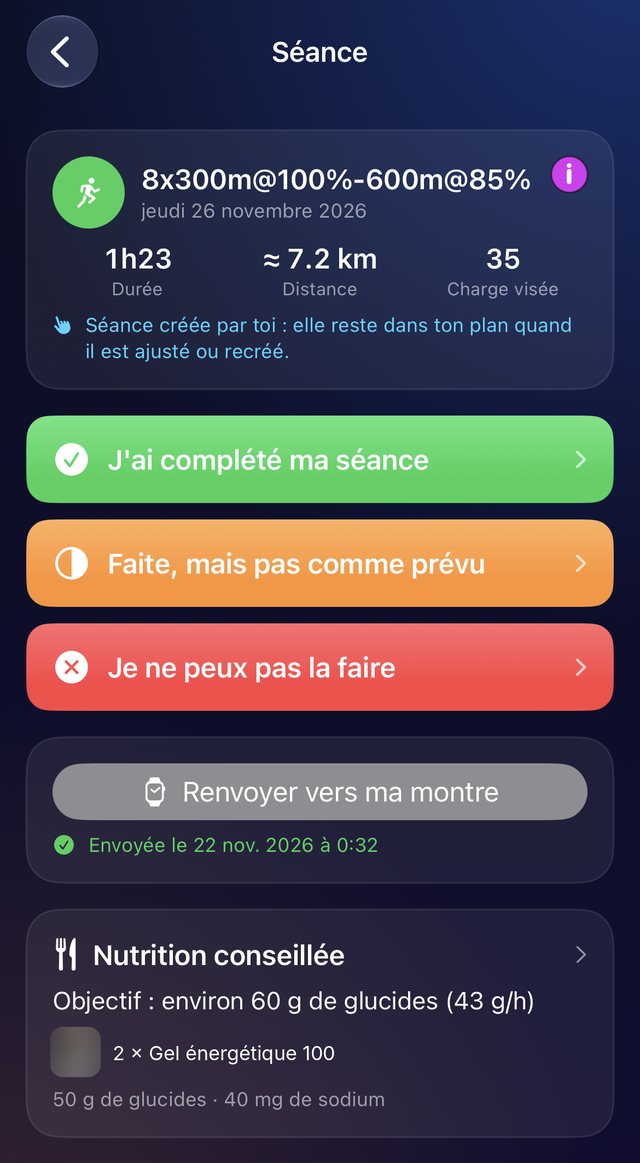 Séance
8x300m@100%-600m@85%
jeudi 26 novembre 2026
1h23 ≈ 7.2 km 35
Durée Distance Charge visée
Séance créée par toi : elle reste dans ton plan quand
il est ajusté ou recréé.
J'ai complété ma séance
Faite, mais pas comme prévu
Je ne peux pas la faire
Renvoyer vers ma montre
Envoyée le 22 nov. 2026 à 0:32
Nutrition conseillée
Objectif : environ 60 g de glucides (43 g/h)
2 × Gel énergétique 100
50 g de glucides · 40 mg de sodium